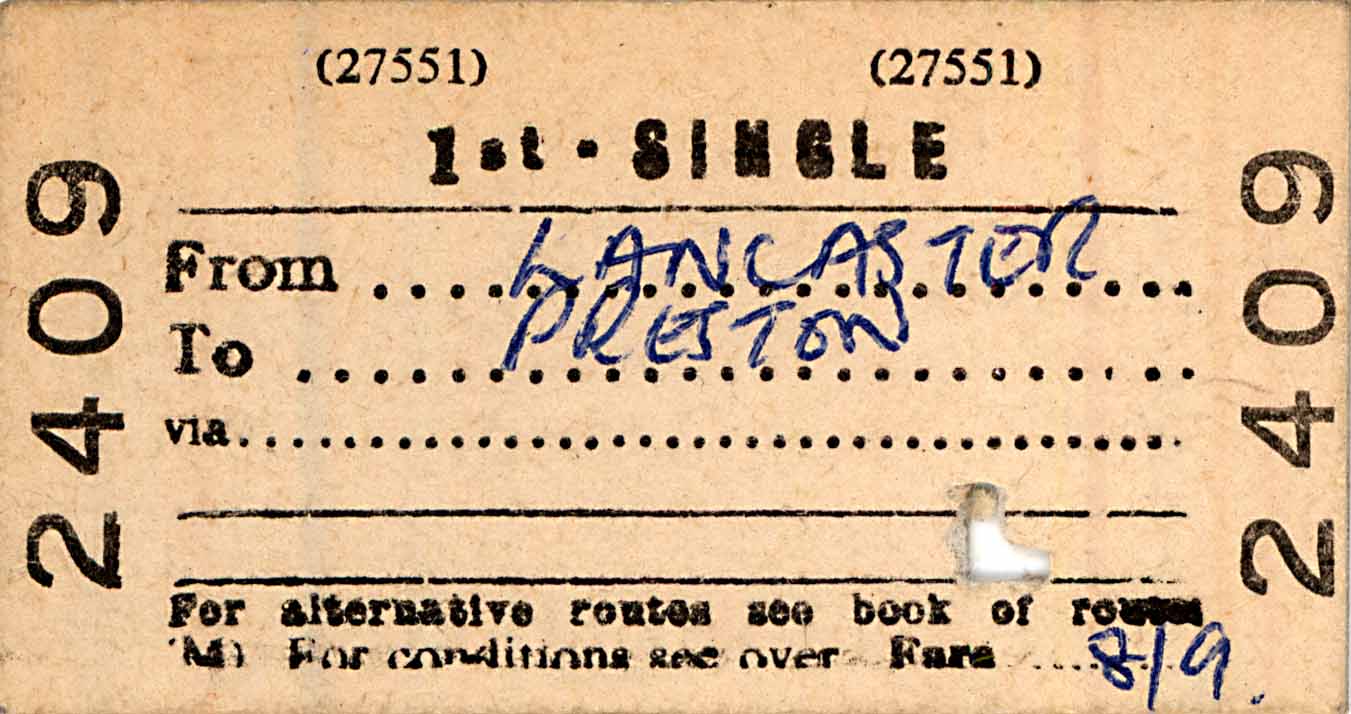 (27551) (27551)
1st - SINGLE
From .......... LANCASTER ..........
To .......... PRESTON ..........
via ..............................
For alternative routes see book of routes
(M) For conditions see over Fare .... 8/9.
2409
2409